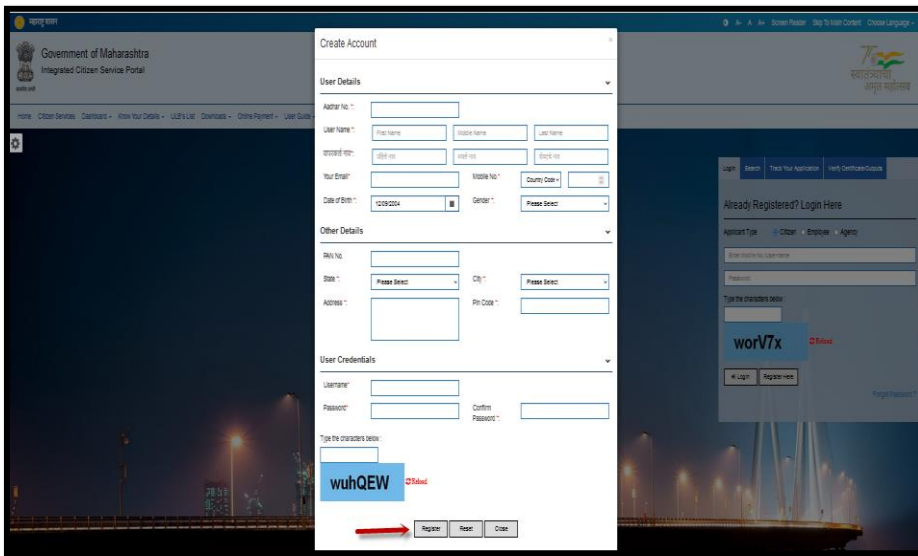 महाराष्ट्र शासन
A- A A+ Screen Reader Skip To Main Content Choose Language
Government of Maharashtra
Integrated Citizen Service Portal
Home Citizen Services Dashboard Know Your Details ULB's List Downloads Online Payment User Guide
Create Account
User Details
Aadhar No. *:
User Name *: First Name Middle Name Last Name
वापरकर्ता नाव*:
Your Email* Mobile No.* Country Code
Date of Birth *: 12/09/2004 Gender *: Please Select
Other Details
PAN No.
State *: Please Select City *: Please Select
Address *: Pin Code *:
User Credentials
Username*
Password* Confirm Password *:
Type the characters below :
wuhQEW Reload
Register Reset Close
स्वातंत्र्याचा
अमृत महोत्सव
Login Search Track Your Application Verify Certificate/Outputs
Already Registered? Login Here
Applicant Type Citizen Employee Agency
Password
Type the characters below :
worV7x Reload
Login Register Here
Forgot Password ?